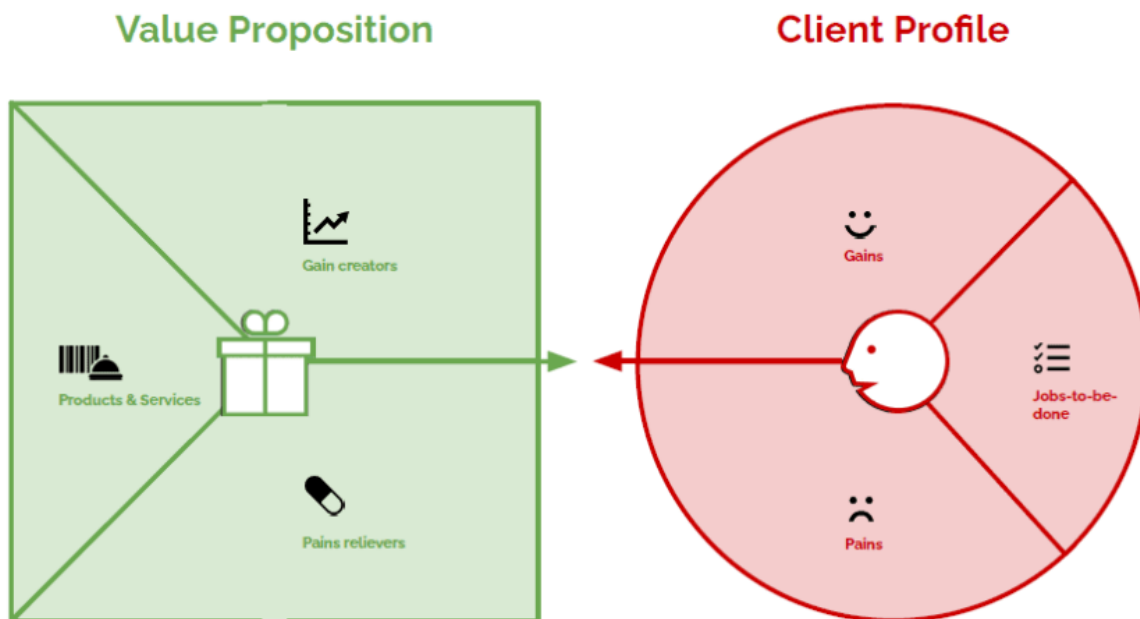 Value Proposition
Client Profile
Gain creators
Products & Services
Pains relievers
Gains
Jobs-to-be-
done
Pains